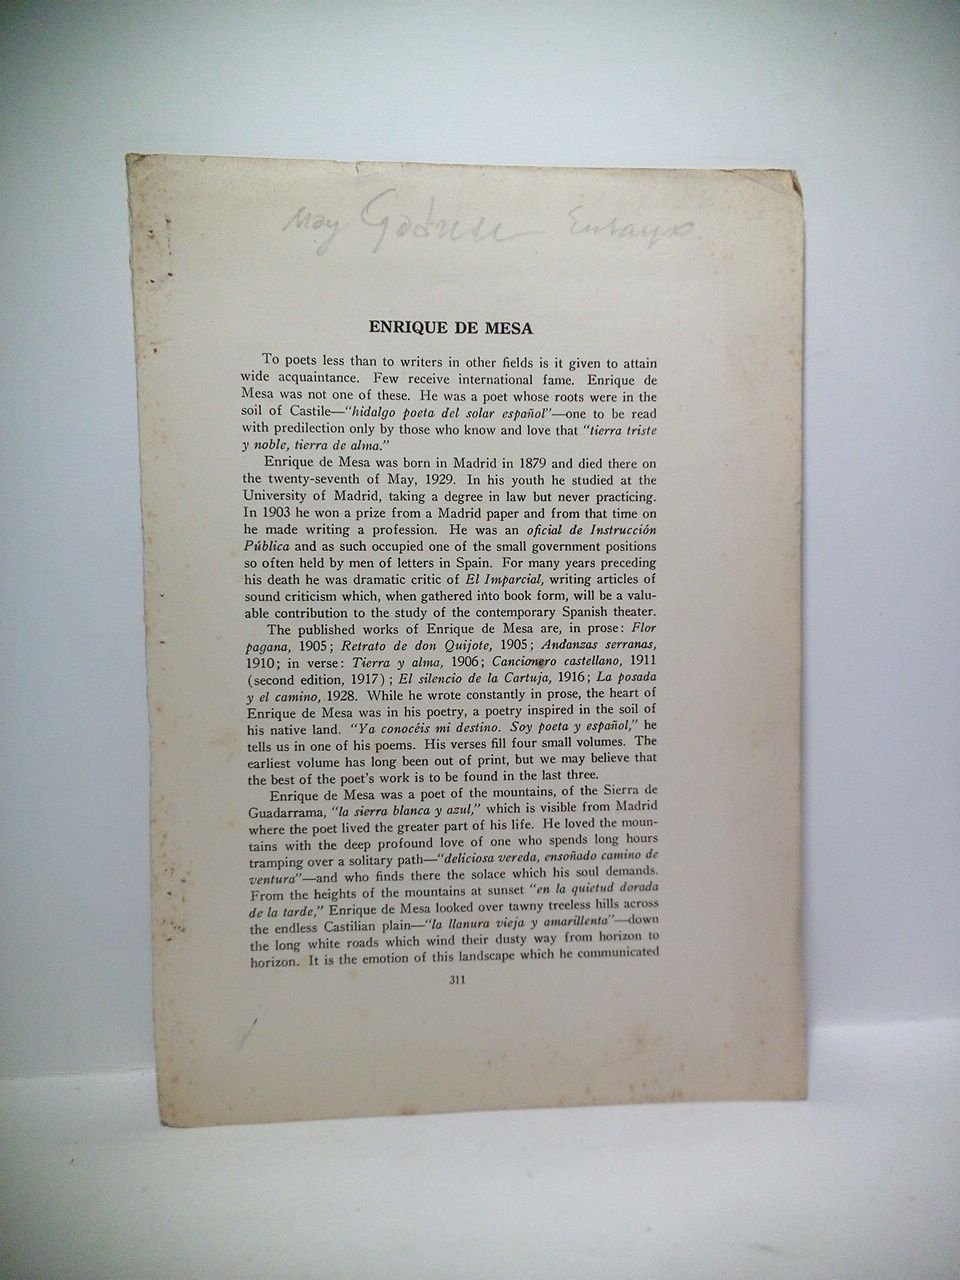 May Gadner Ensayo
ENRIQUE DE MESA
To poets less than to writers in other fields is it given to attain
wide acquaintance. Few receive international fame. Enrique de
Mesa was not one of these. He was a poet whose roots were in the
soil of Castile—"hidalgo poeta del solar español"—one to be read
with predilection only by those who know and love that "tierra triste
y noble, tierra de alma."
Enrique de Mesa was born in Madrid in 1879 and died there on
the twenty-seventh of May, 1929. In his youth he studied at the
University of Madrid, taking a degree in law but never practicing.
In 1903 he won a prize from a Madrid paper and from that time on
he made writing a profession. He was an oficial de Instrucción
Pública and as such occupied one of the small government positions
so often held by men of letters in Spain. For many years preceding
his death he was dramatic critic of El Imparcial, writing articles of
sound criticism which, when gathered into book form, will be a valu-
able contribution to the study of the contemporary Spanish theater.
The published works of Enrique de Mesa are, in prose: Flor
pagana, 1905; Retrato de don Quijote, 1905; Andanzas serranas,
1910; in verse: Tierra y alma, 1906; Cancionero castellano, 1911
(second edition, 1917); El silencio de la Cartuja, 1916; La posada
y el camino, 1928. While he wrote constantly in prose, the heart of
Enrique de Mesa was in his poetry, a poetry inspired in the soil of
his native land. "Ya conocéis mi destino. Soy poeta y español," he
tells us in one of his poems. His verses fill four small volumes. The
earliest volume has long been out of print, but we may believe that
the best of the poet's work is to be found in the last three.
Enrique de Mesa was a poet of the mountains, of the Sierra de
Guadarrama, "la sierra blanca y azul," which is visible from Madrid
where the poet lived the greater part of his life. He loved the moun-
tains with the deep profound love of one who spends long hours
tramping over a solitary path—"deliciosa vereda, ensoñado camino de
ventura"—and who finds there the solace which his soul demands.
From the heights of the mountains at sunset "en la quietud dorada
de la tarde," Enrique de Mesa looked over tawny treeless hills across
the endless Castilian plain—"la llanura vieja y amarillenta"—down
the long white roads which wind their dusty way from horizon to
horizon. It is the emotion of this landscape which he communicated
311